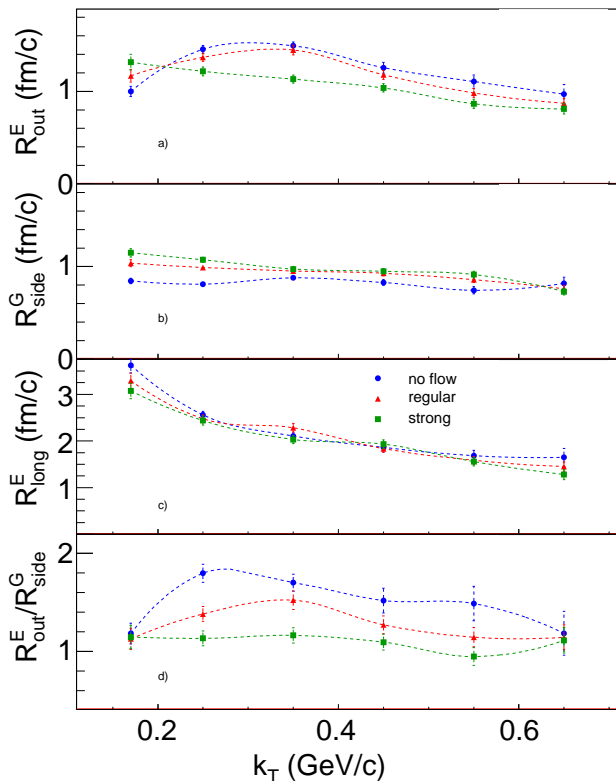 R^E_out (fm/c)
1
a)
0
R^G_side (fm/c)
1
b)
0
R^E_long (fm/c)
3
2
1
no flow
regular
strong
c)
R^E_out/R^G_side
2
1
d)
0.2 0.4 0.6
k_T (GeV/c)